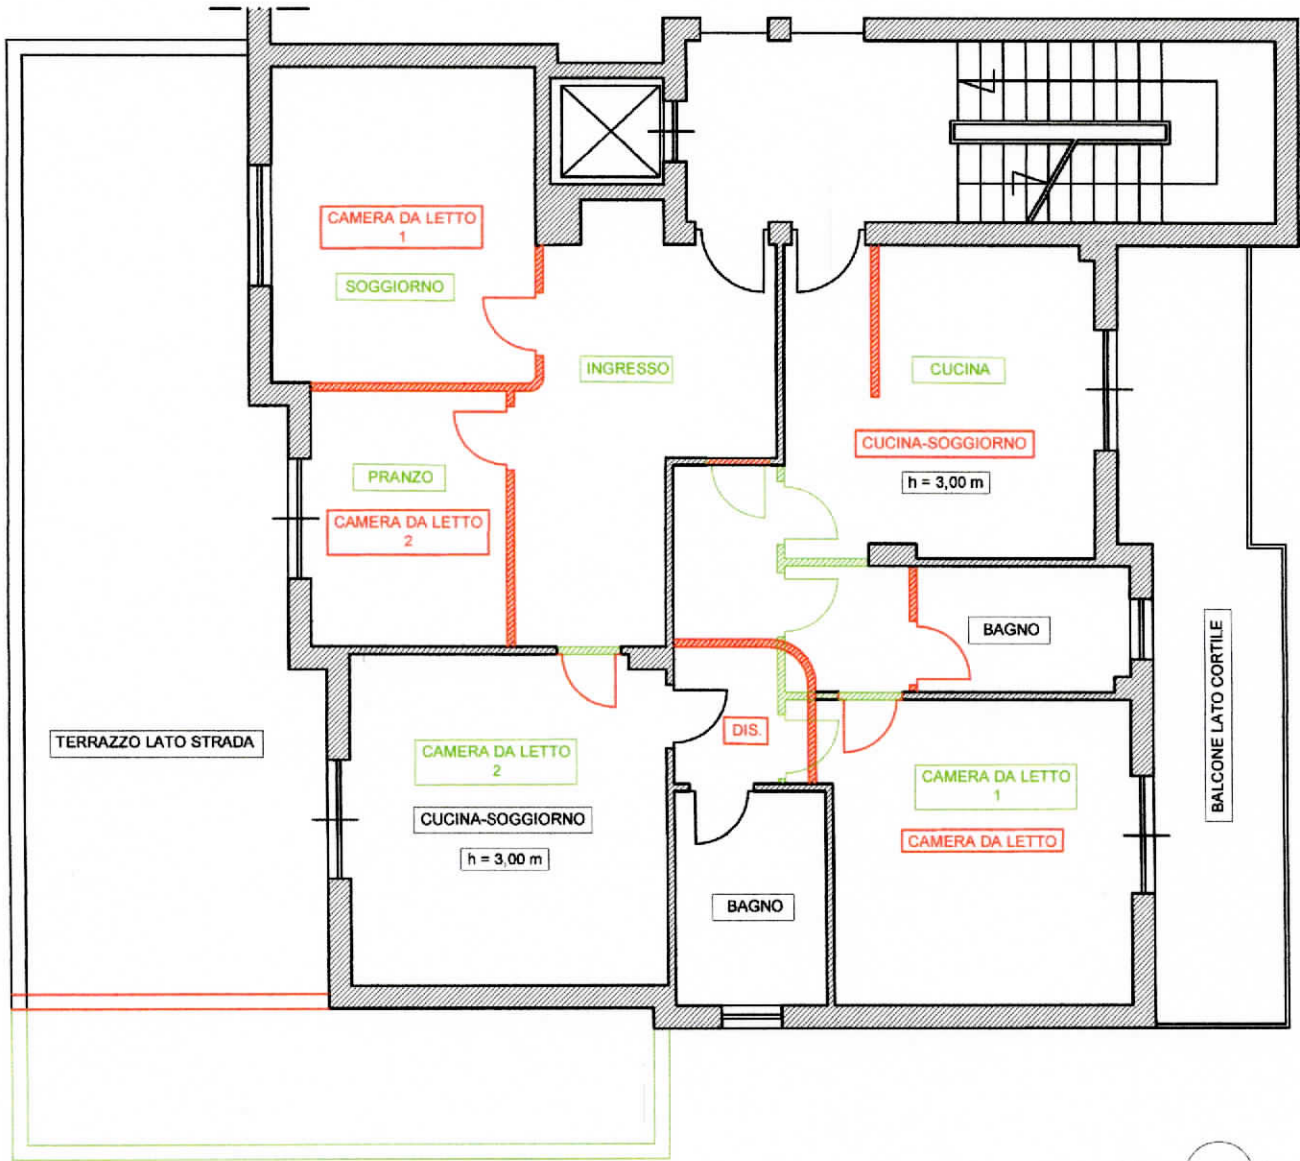 CAMERA DA LETTO
1
SOGGIORNO
INGRESSO
CUCINA
CUCINA-SOGGIORNO
h = 3,00 m
PRANZO
CAMERA DA LETTO
2
BAGNO
BALCONE LATO CORTILE
TERRAZZO LATO STRADA
DIS.
CAMERA DA LETTO
2
CUCINA-SOGGIORNO
h = 3,00 m
CAMERA DA LETTO
1
CAMERA DA LETTO
BAGNO